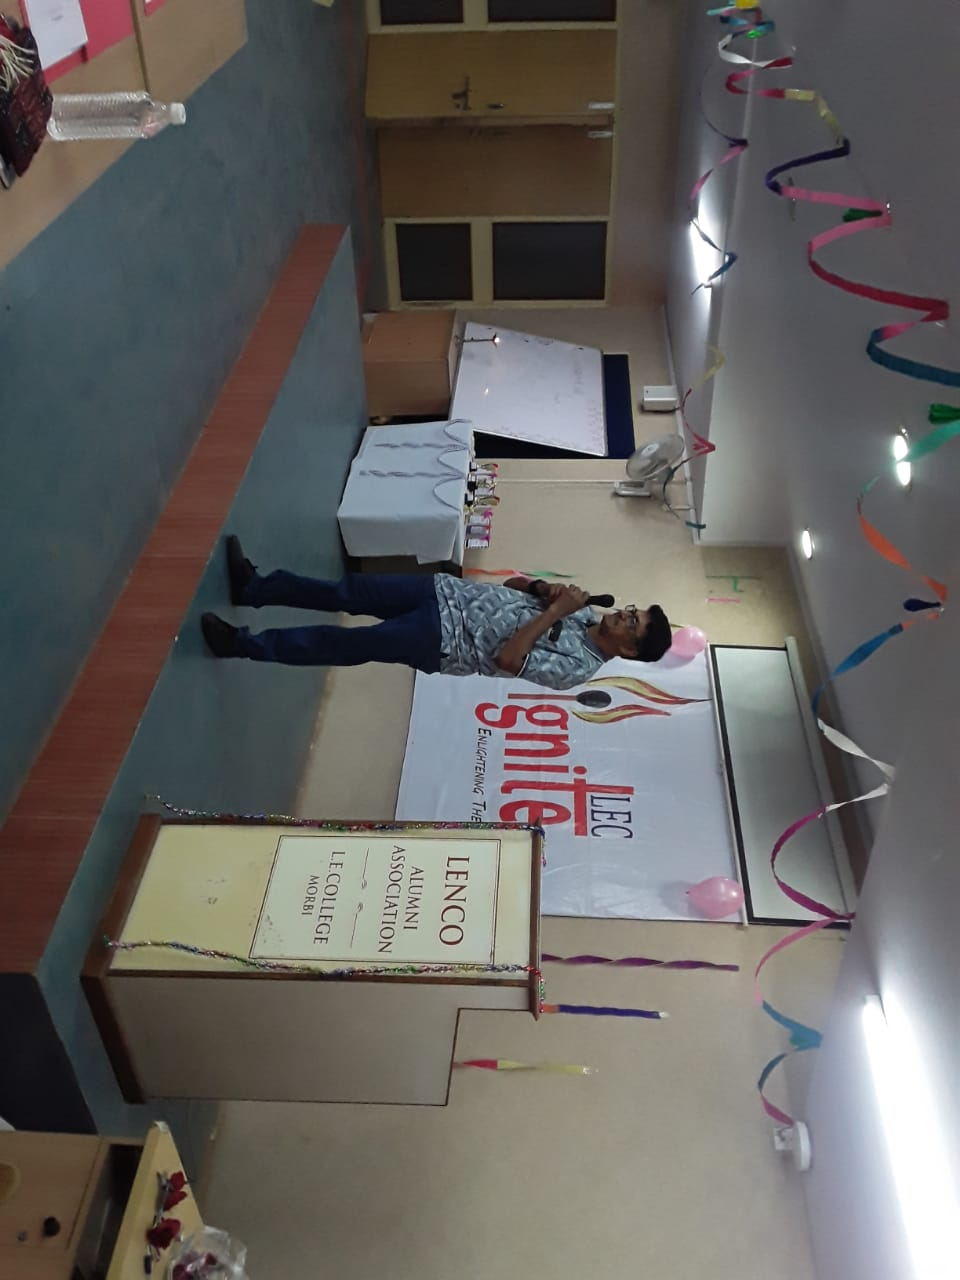 LEC
ignite
ENLIGHTENING THE
LENCO
ALUMNI
ASSOCIATION
L.E.COLLEGE
MORBI